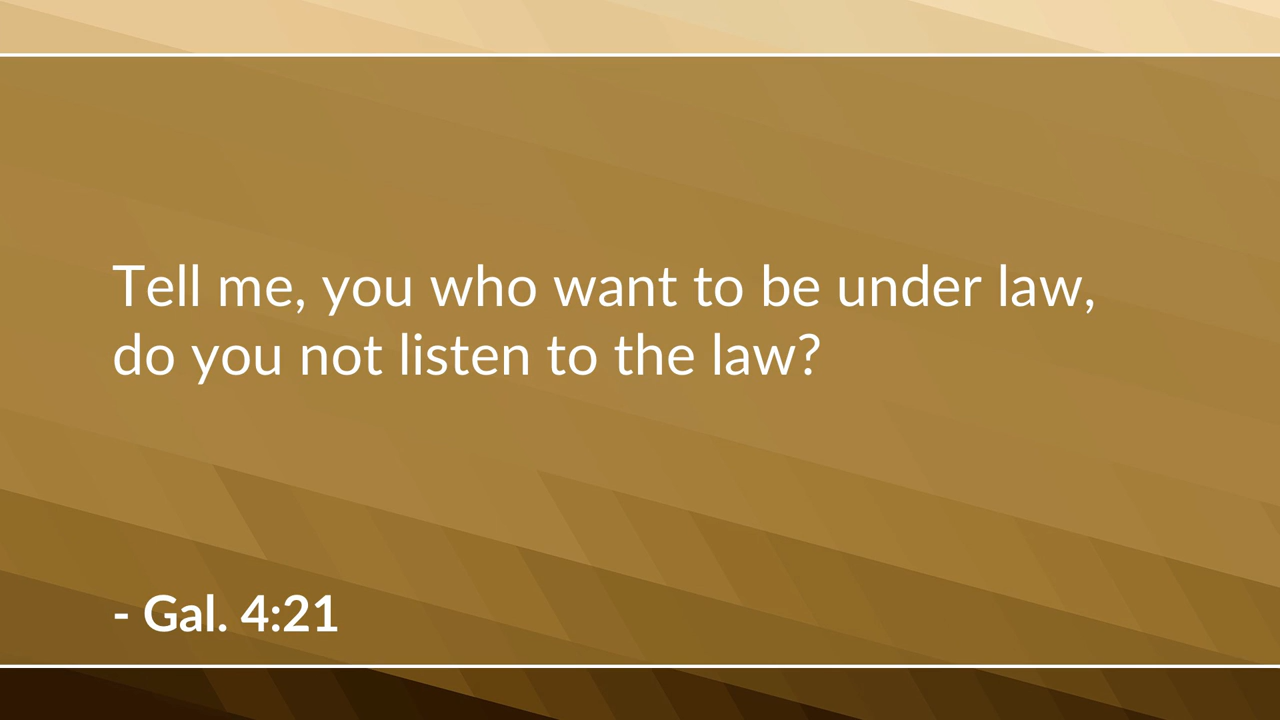 Tell me, you who want to be under law,
do you not listen to the law?
- Gal. 4:21